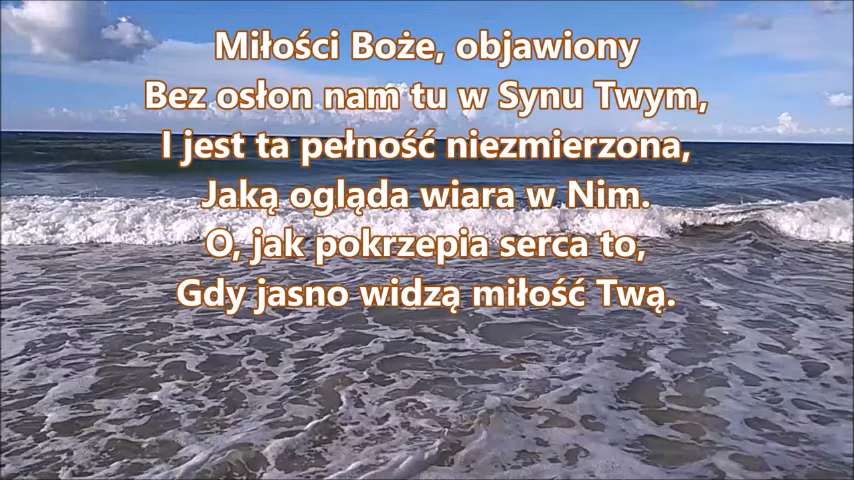 Miłości Boże, objawiony
Bez osłon nam tu w Synu Twym,
I jest ta pełność niezmierzona,
Jaką ogląda wiara w Nim.
O, jak pokrzepia serca to,
Gdy jasno widzą miłość Twą.